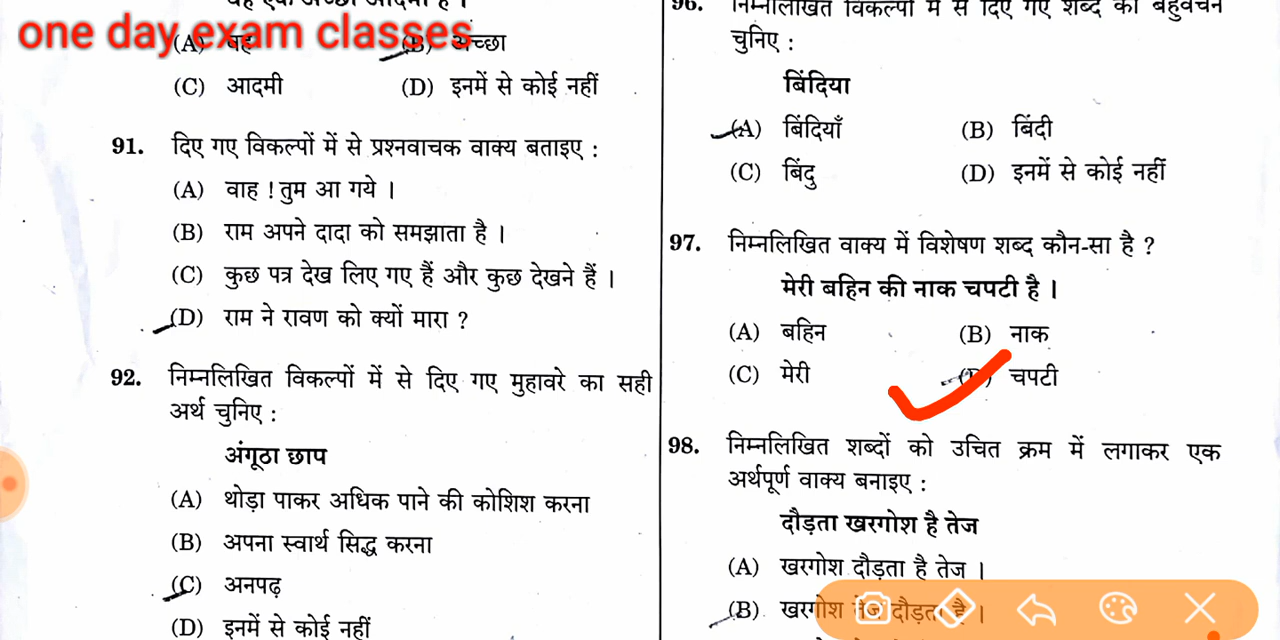 one day exam classes
(A) वह (B) अच्छा
(C) आदमी (D) इनमें से कोई नहीं
91. दिए गए विकल्पों में से प्रश्नवाचक वाक्य बताइए :
(A) वाह ! तुम आ गये ।
(B) राम अपने दादा को समझाता है ।
(C) कुछ पत्र देख लिए गए हैं और कुछ देखने हैं ।
(D) राम ने रावण को क्यों मारा ?
92. निम्नलिखित विकल्पों में से दिए गए मुहावरे का सही
अर्थ चुनिए :
अंगूठा छाप
(A) थोड़ा पाकर अधिक पाने की कोशिश करना
(B) अपना स्वार्थ सिद्ध करना
(C) अनपढ़
(D) इनमें से कोई नहीं
96. निम्नलिखित विकल्पों में से दिए गए शब्द का बहुवचन
चुनिए :
बिंदिया
(A) बिंदियाँ (B) बिंदी
(C) बिंदु (D) इनमें से कोई नहीं
97. निम्नलिखित वाक्य में विशेषण शब्द कौन-सा है ?
मेरी बहिन की नाक चपटी है ।
(A) बहिन (B) नाक
(C) मेरी (D) चपटी
98. निम्नलिखित शब्दों को उचित क्रम में लगाकर एक
अर्थपूर्ण वाक्य बनाइए :
दौड़ता खरगोश है तेज
(A) खरगोश दौड़ता है तेज ।
(B) खरगोश तेज दौड़ता है ।